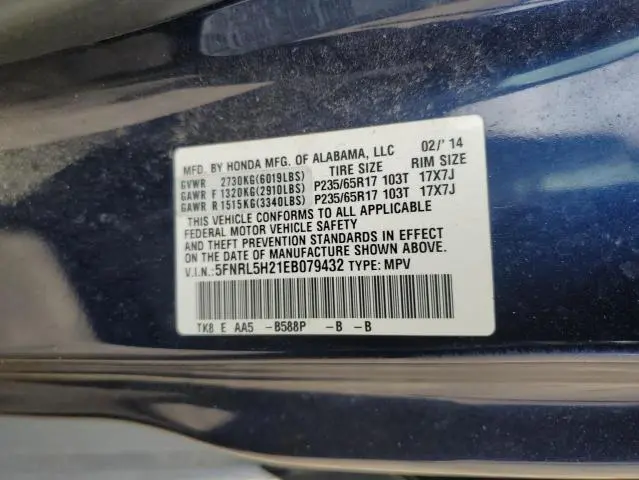 MFD. BY HONDA MFG. OF ALABAMA, LLC 02/'14
TIRE SIZE RIM SIZE
GVWR 2730KG(6019LBS)
GAWR F 1320KG(2910LBS) P235/65R17 103T 17X7J
GAWR R 1515KG(3340LBS) P235/65R17 103T 17X7J
THIS VEHICLE CONFORMS TO ALL APPLICABLE
FEDERAL MOTOR VEHICLE SAFETY
AND THEFT PREVENTION STANDARDS IN EFFECT
ON THE DATE OF MANUFACTURE SHOWN ABOVE.
V.I.N.:5FNRL5H21EB079432 TYPE: MPV
TK8 E AA5 -B588P -B -B